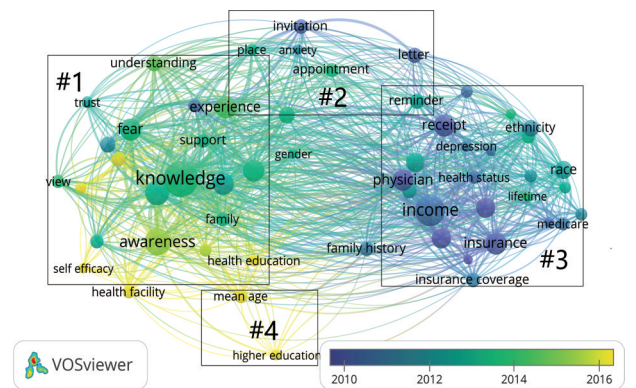 invitation
understanding
place
anxiety
letter
#1
appointment
trust
#2
experience
reminder
fear
receipt
ethnicity
support
depression
gender
view
knowledge
physician
health status
race
lifetime
family
income
medicare
awareness
family history
insurance
self efficacy
health education
#3
health facility
mean age
insurance coverage
#4
higher education
VOSviewer
2010
2012
2014
2016